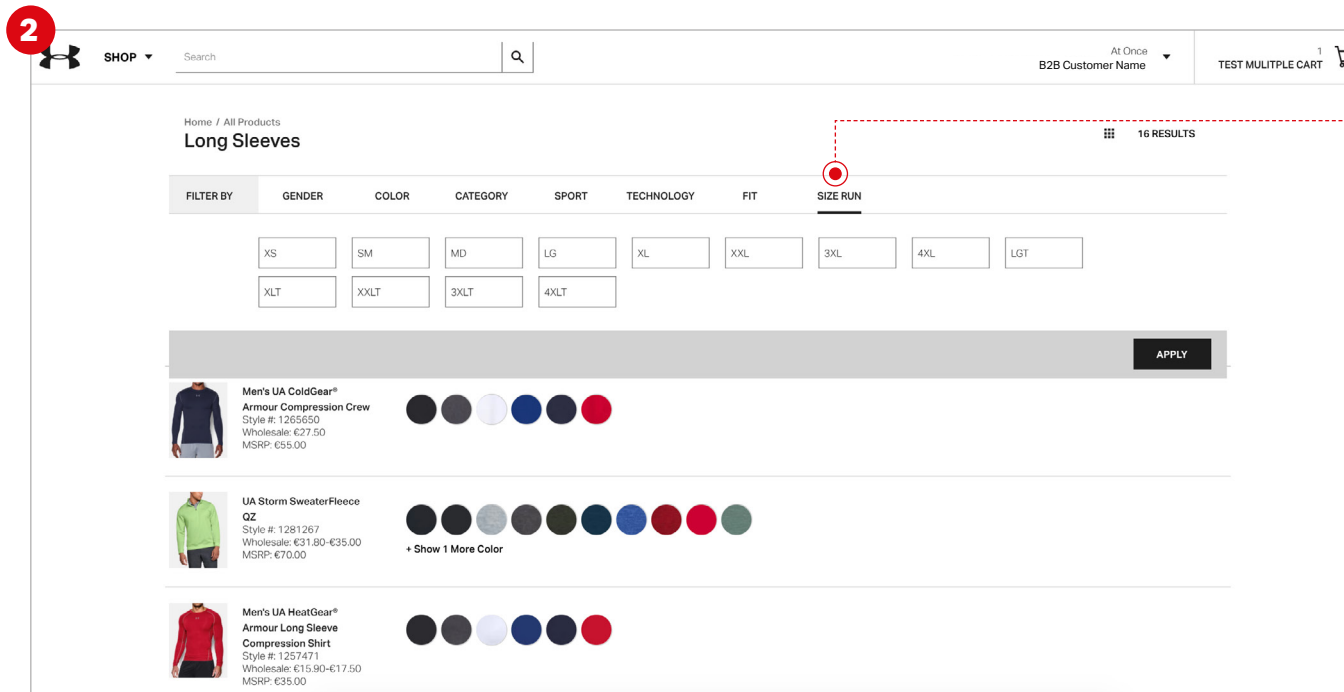 2
SHOP
Search
At Once
B2B Customer Name
1
TEST MULITPLE CART
Home / All Products
Long Sleeves
16 RESULTS
FILTER BY GENDER COLOR CATEGORY SPORT TECHNOLOGY FIT SIZE RUN
XS SM MD LG XL XXL 3XL 4XL LGT
XLT XXLT 3XLT 4XLT
APPLY
Men's UA ColdGear®
Armour Compression Crew
Style #: 1265650
Wholesale: €27.50
MSRP: €55.00
UA Storm SweaterFleece
QZ
Style #: 1281267
Wholesale: €31.80-€35.00
MSRP: €70.00
+ Show 1 More Color
Men's UA HeatGear®
Armour Long Sleeve
Compression Shirt
Style #: 1257471
Wholesale: €15.90-€17.50
MSRP: €35.00